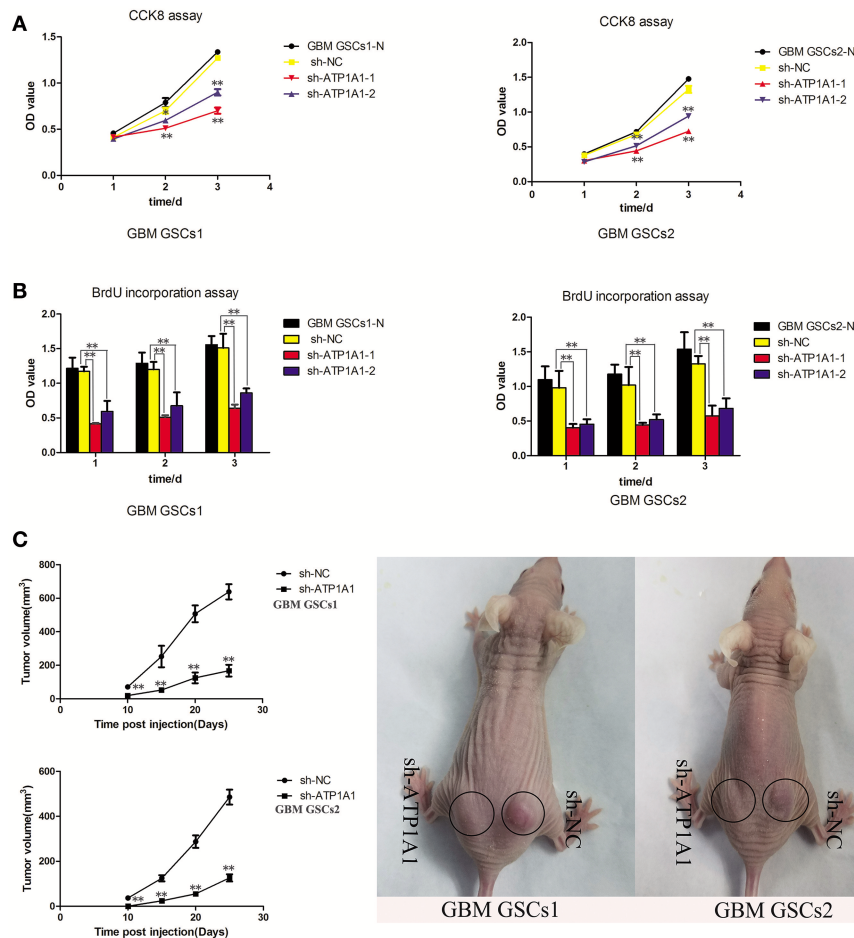 A
CCK8 assay
OD value
1.5
1.0
0.5
0.0
0 1 2 3 4
time/d
** * ** **
GBM GSCs1-N
sh-NC
sh-ATP1A1-1
sh-ATP1A1-2
GBM GSCs1
CCK8 assay
OD value
2.0
1.5
1.0
0.5
0.0
0 1 2 3 4
time/d
** ** ** **
GBM GSCs2-N
sh-NC
sh-ATP1A1-1
sh-ATP1A1-2
GBM GSCs2
B
BrdU incorporation assay
OD value
2.0
1.5
1.0
0.5
0.0
** ** ** ** ** **
1 2 3
time/d
GBM GSCs1-N
sh-NC
sh-ATP1A1-1
sh-ATP1A1-2
GBM GSCs1
BrdU incorporation assay
OD value
2.0
1.5
1.0
0.5
0.0
** ** ** ** ** **
1 2 3
time/d
GBM GSCs2-N
sh-NC
sh-ATP1A1-1
sh-ATP1A1-2
GBM GSCs2
C
Tumor volume(mm³)
800
600
400
200
0
0 10 20 30
Time post injection(Days)
** ** ** **
sh-NC
sh-ATP1A1
GBM GSCs1
Tumor volume(mm³)
600
400
200
0
0 10 20 30
Time post injection(Days)
** ** ** **
sh-NC
sh-ATP1A1
GBM GSCs2
sh-ATP1A1
sh-NC
GBM GSCs1
sh-ATP1A1
sh-NC
GBM GSCs2